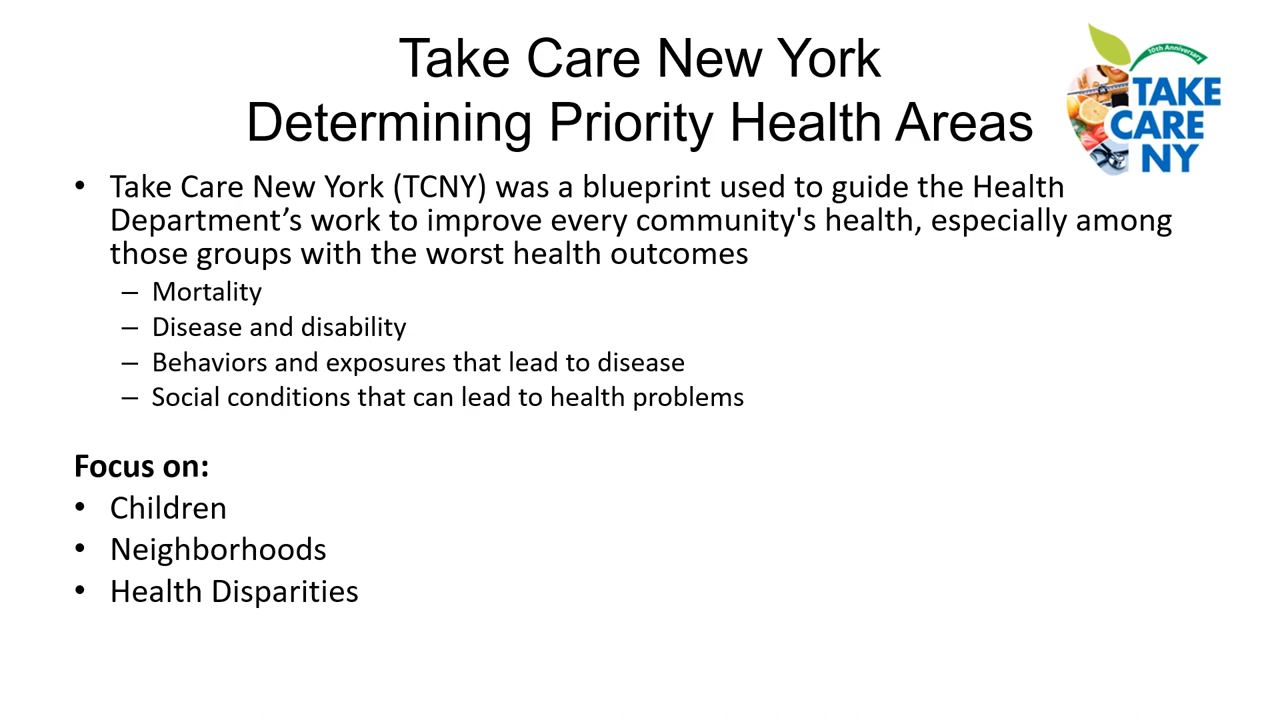 Take Care New York
Determining Priority Health Areas
10th Anniversary
TAKE
CARE
NY
• Take Care New York (TCNY) was a blueprint used to guide the Health
Department’s work to improve every community's health, especially among
those groups with the worst health outcomes
– Mortality
– Disease and disability
– Behaviors and exposures that lead to disease
– Social conditions that can lead to health problems
Focus on:
• Children
• Neighborhoods
• Health Disparities